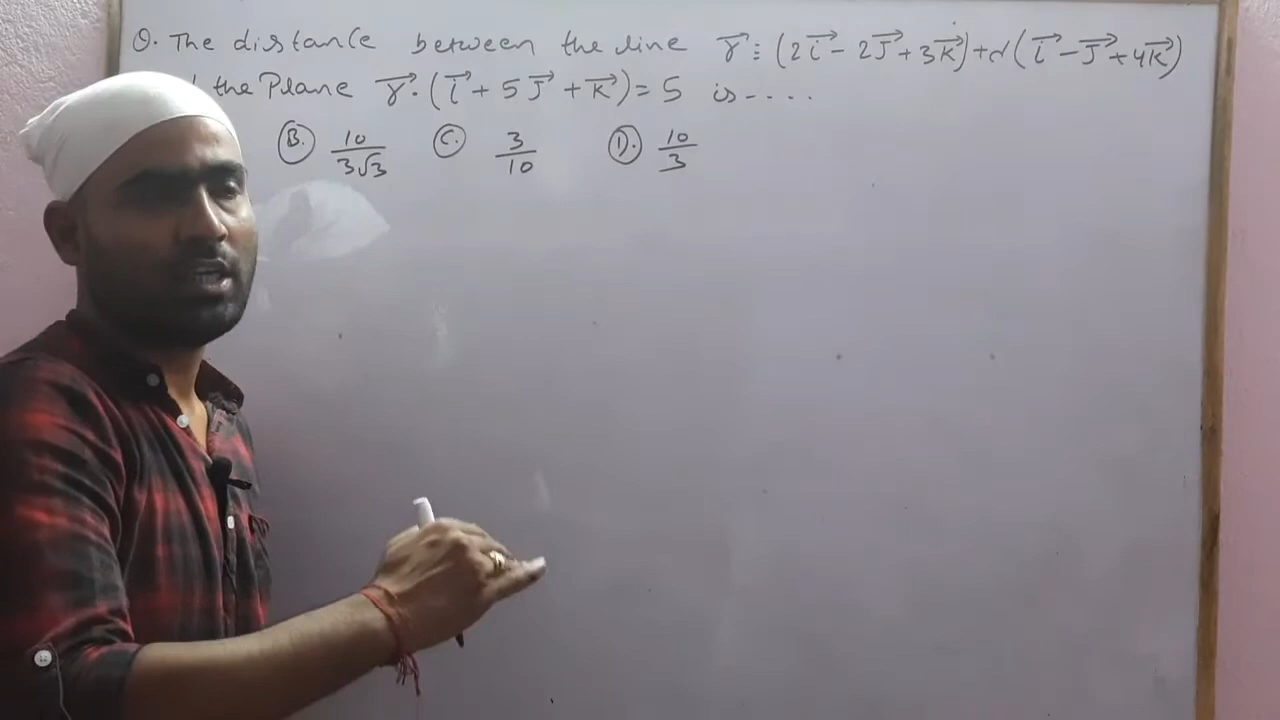 Q. The distance between the line r⃗ ≡ (2i⃗ - 2j⃗ + 3k⃗) + λ(i⃗ - j⃗ + 4k⃗)
the Plane r⃗.(i⃗ + 5j⃗ + k⃗) = 5 is - - - -
B. 10/3√3 C. 3/10 D. 10/3